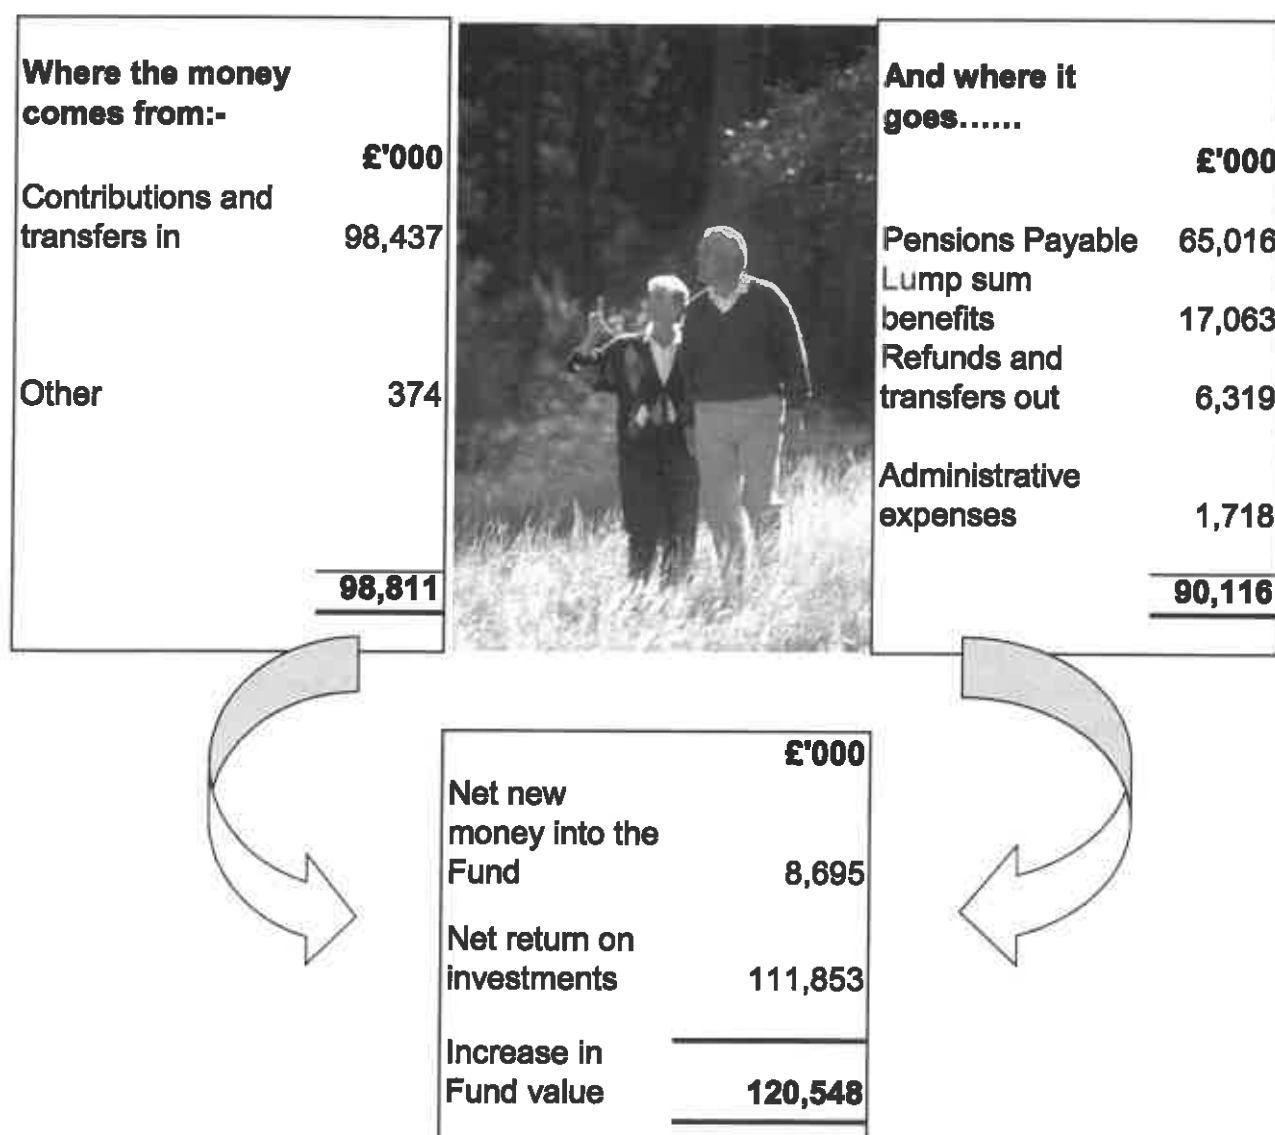 Where the money
comes from:-
£'000
Contributions and
transfers in 98,437
Other 374
98,811
And where it
goes......
£'000
Pensions Payable 65,016
Lump sum
benefits 17,063
Refunds and
transfers out 6,319
Administrative
expenses 1,718
90,116
£'000
Net new
money into the
Fund 8,695
Net return on
investments 111,853
Increase in
Fund value 120,548